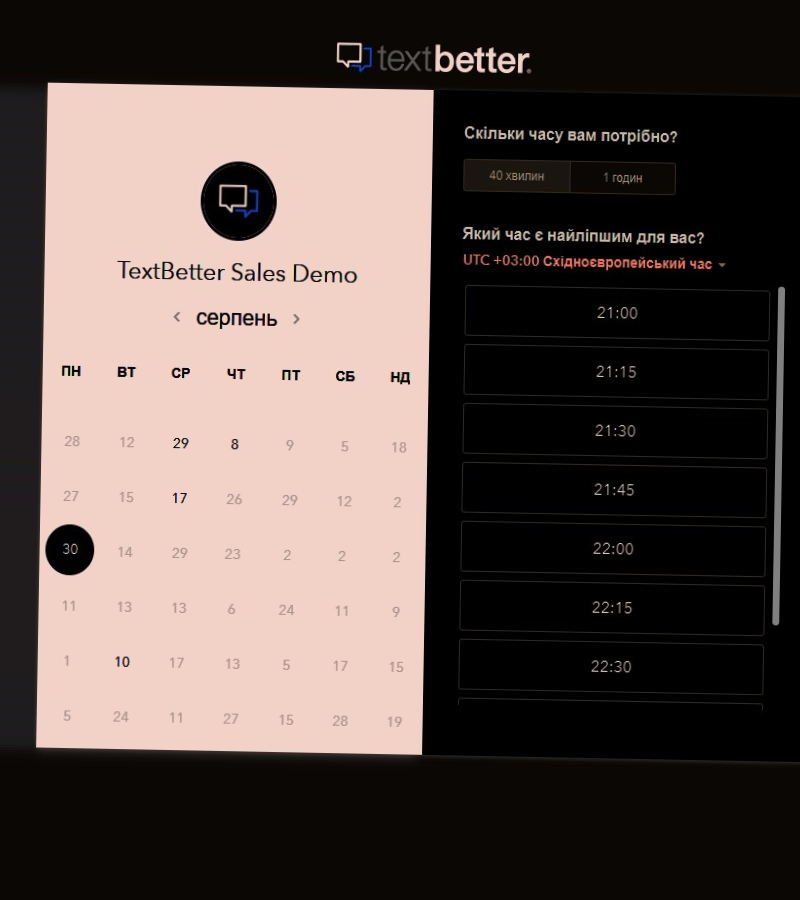 textbetter.
TextBetter Sales Demo
серпень
ПН ВТ СР ЧТ ПТ СБ НД
28 12 29 8 9 5 18
27 15 17 26 29 12 2
30 14 29 23 2 2 2
11 13 13 6 24 11 9
1 10 17 13 5 17 15
5 24 11 27 15 28 19
Скільки часу вам потрібно?
40 хвилин 1 годин
Який час є найліпшим для вас?
UTC +03:00 Східноєвропейський час
21:00
21:15
21:30
21:45
22:00
22:15
22:30